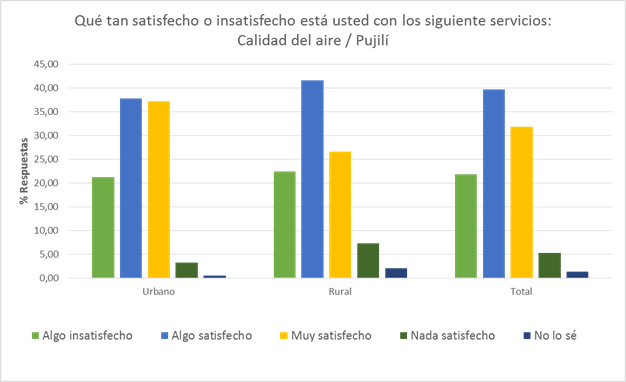 Qué tan satisfecho o insatisfecho está usted con los siguiente servicios:
Calidad del aire / Pujilí
45,00
40,00
35,00
30,00
25,00
20,00
15,00
10,00
5,00
0,00
% Respuestas
Urbano Rural Total
Algo insatisfecho Algo satisfecho Muy satisfecho Nada satisfecho No lo sé